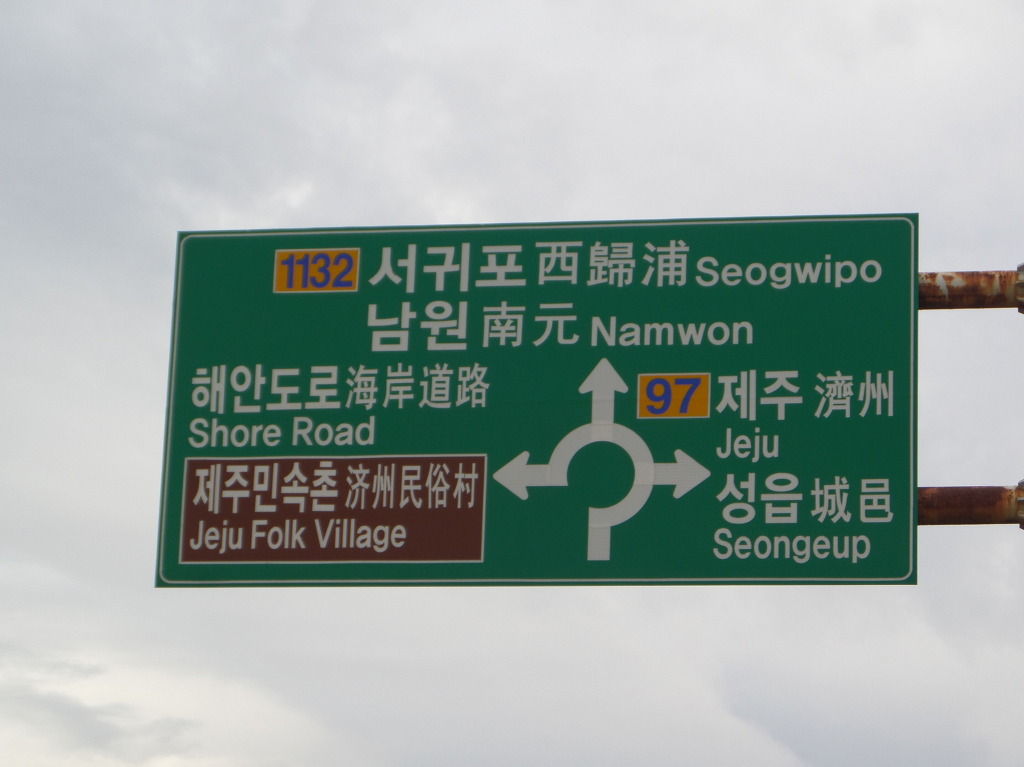 1132 서귀포 西歸浦 Seogwipo
남원 南元 Namwon
해안도로 海岸道路
Shore Road
제주민속촌 济州民俗村
Jeju Folk Village
97 제주 濟州
Jeju
성읍 城邑
Seongeup